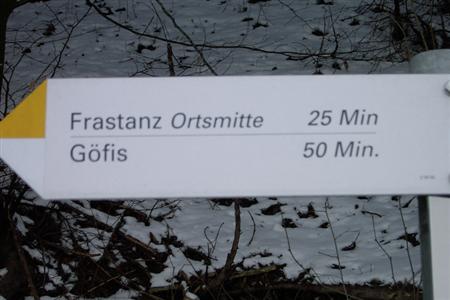 Frastanz Ortsmitte 25 Min
Göfis 50 Min.